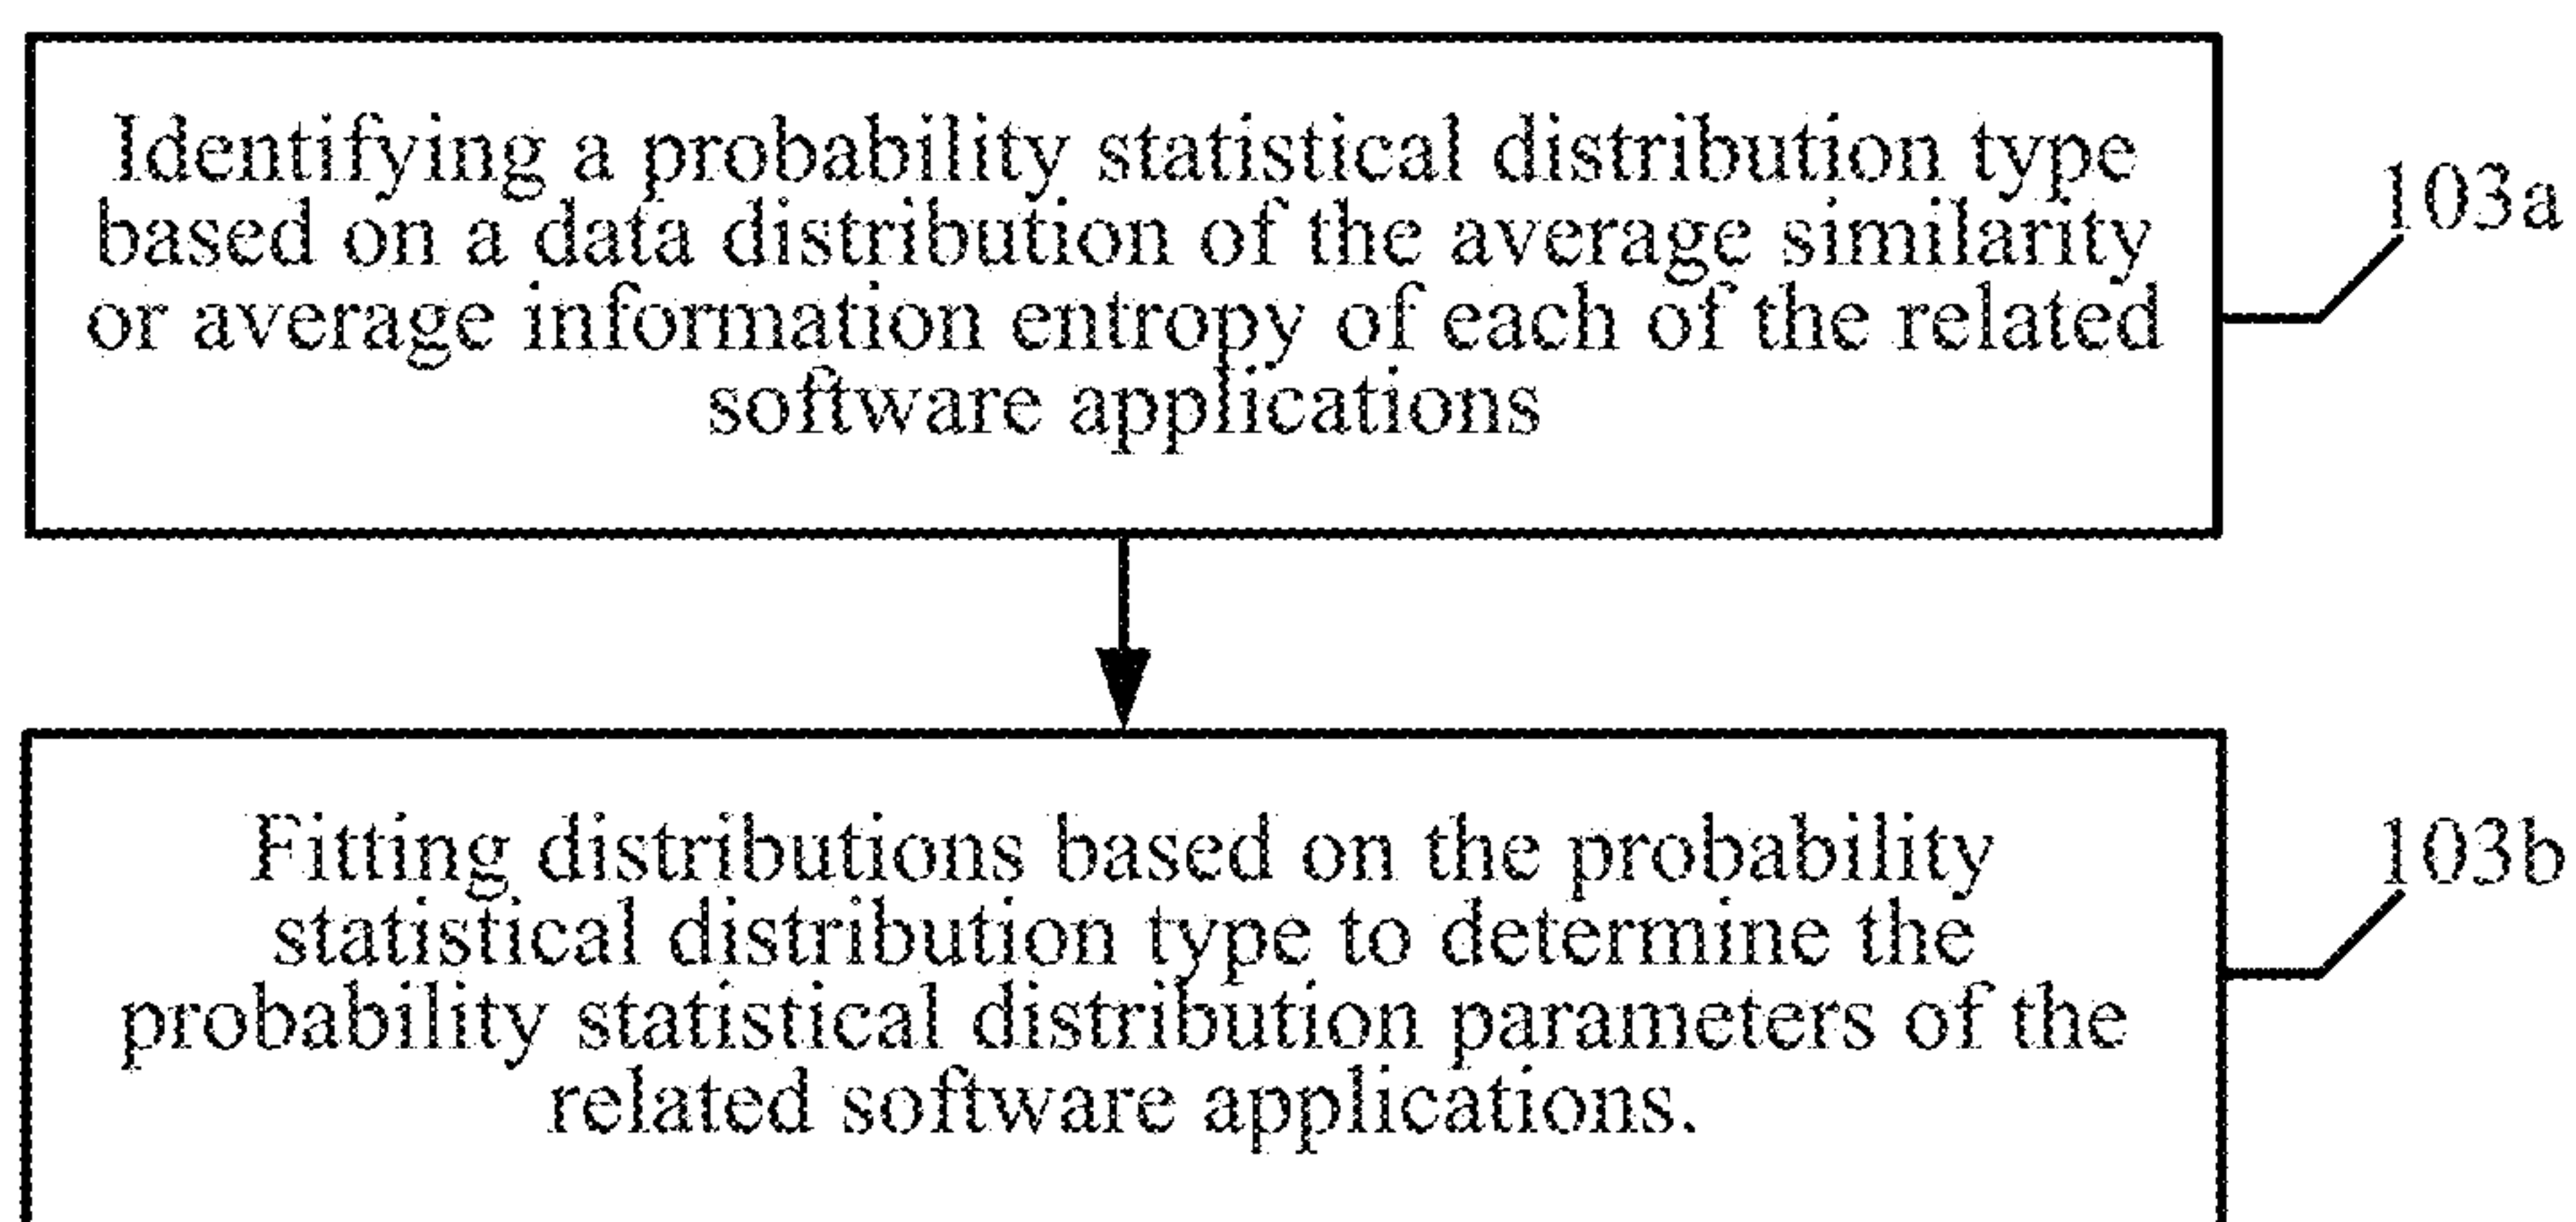 Identifying a probability statistical distribution type
based on a data distribution of the average similarity
or average information entropy of each of the related
software applications
103a
Fitting distributions based on the probability
statistical distribution type to determine the
probability statistical distribution parameters of the
related software applications.
103b